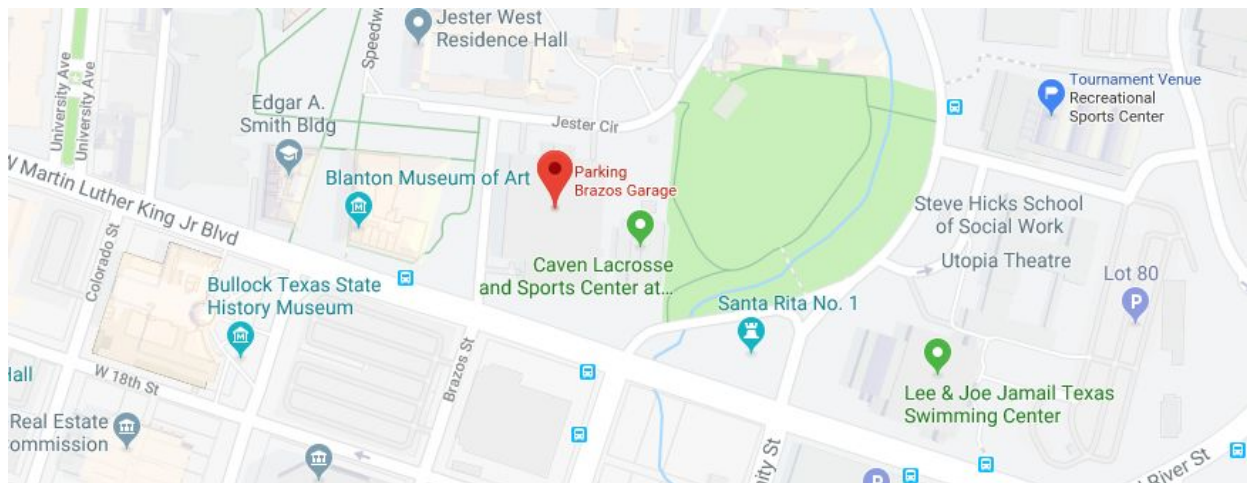 Jester West
Residence Hall
Speedw
University Ave
University Ave
Edgar A.
Smith Bldg
Jester Cir
Tournament Venue
Recreational
Sports Center
W Martin Luther King Jr Blvd
Blanton Museum of Art
Parking
Brazos Garage
Steve Hicks School
of Social Work
Utopia Theatre
Colorado St
Caven Lacrosse
and Sports Center at...
Lot 80
P
Bullock Texas State
History Museum
Santa Rita No. 1
Brazos St
W 18th St
Hall
Lee & Joe Jamail Texas
Swimming Center
Real Estate
ommission
nity St
P
River St